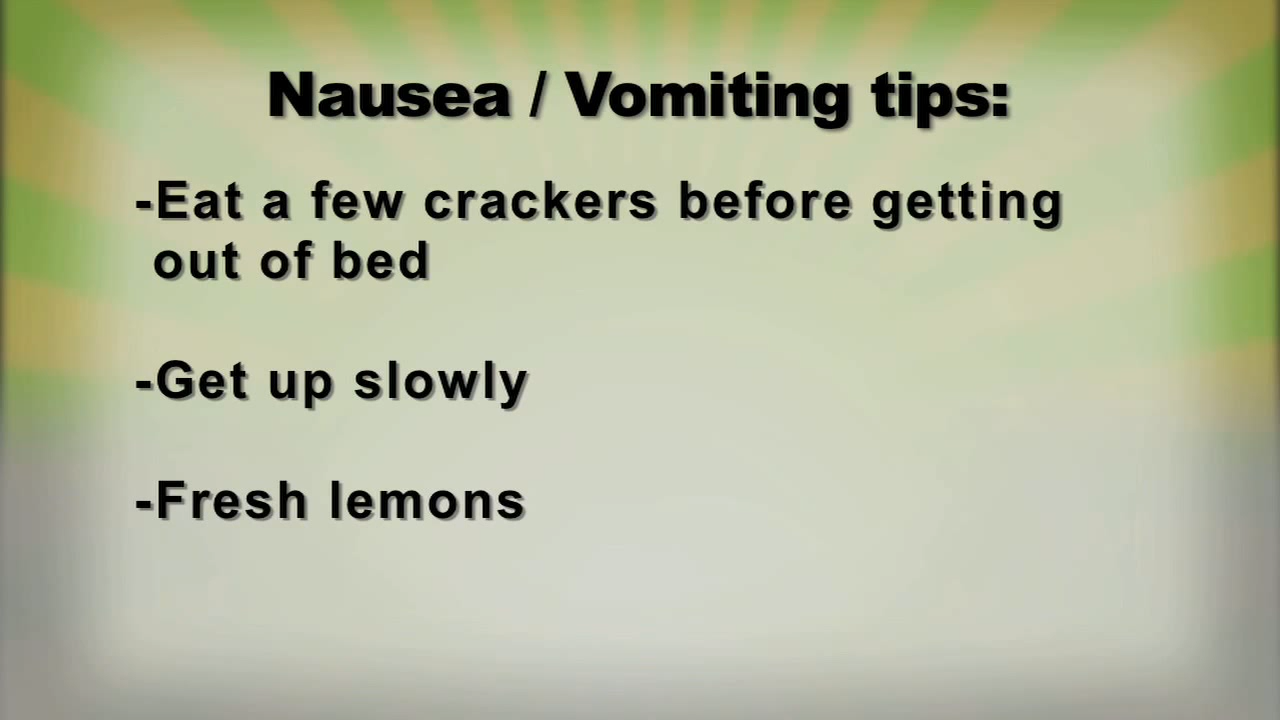 Nausea / Vomiting tips:
-Eat a few crackers before getting
out of bed
-Get up slowly
-Fresh lemons